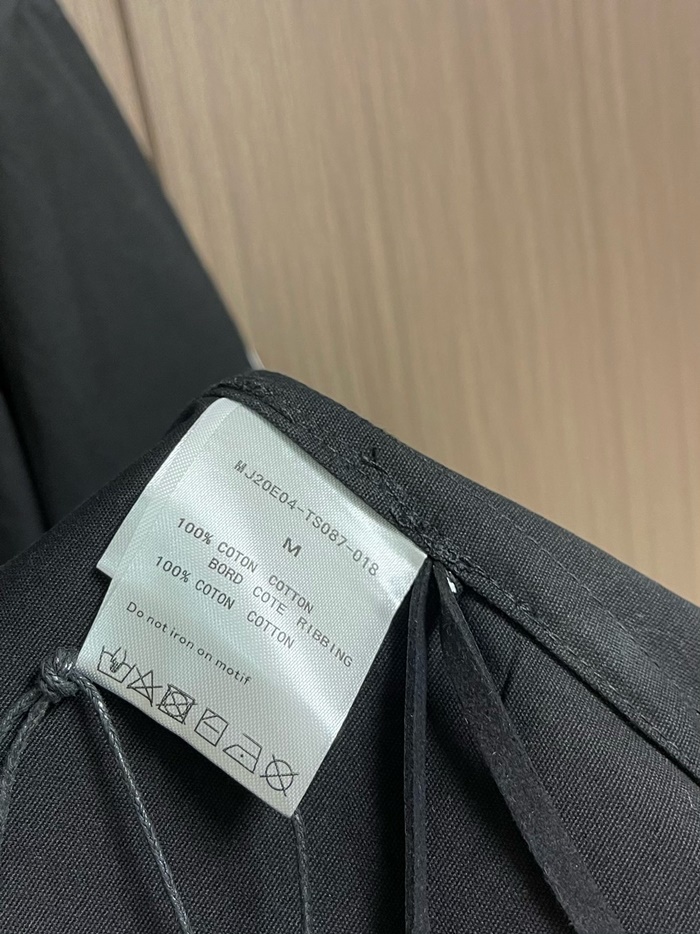 MJ20E04-TS087-018
M
100% COTON COTTON
BORD COTE RIBBING
100% COTON COTTON
Do not iron on motif